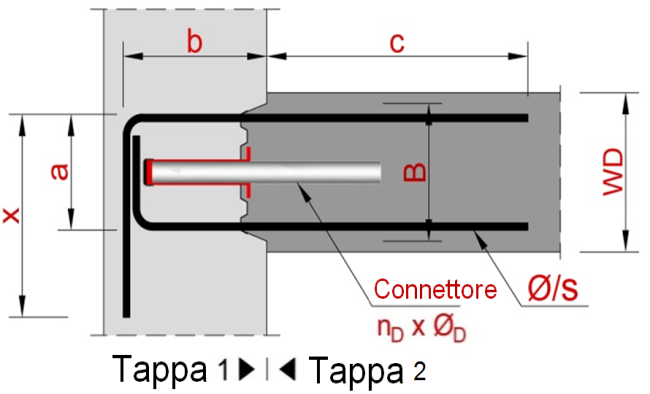 b
c
x
a
B
WD
Connettore
n_D x Ø_D
Ø/s
Tappa 1 ▶ | ◀ Tappa 2